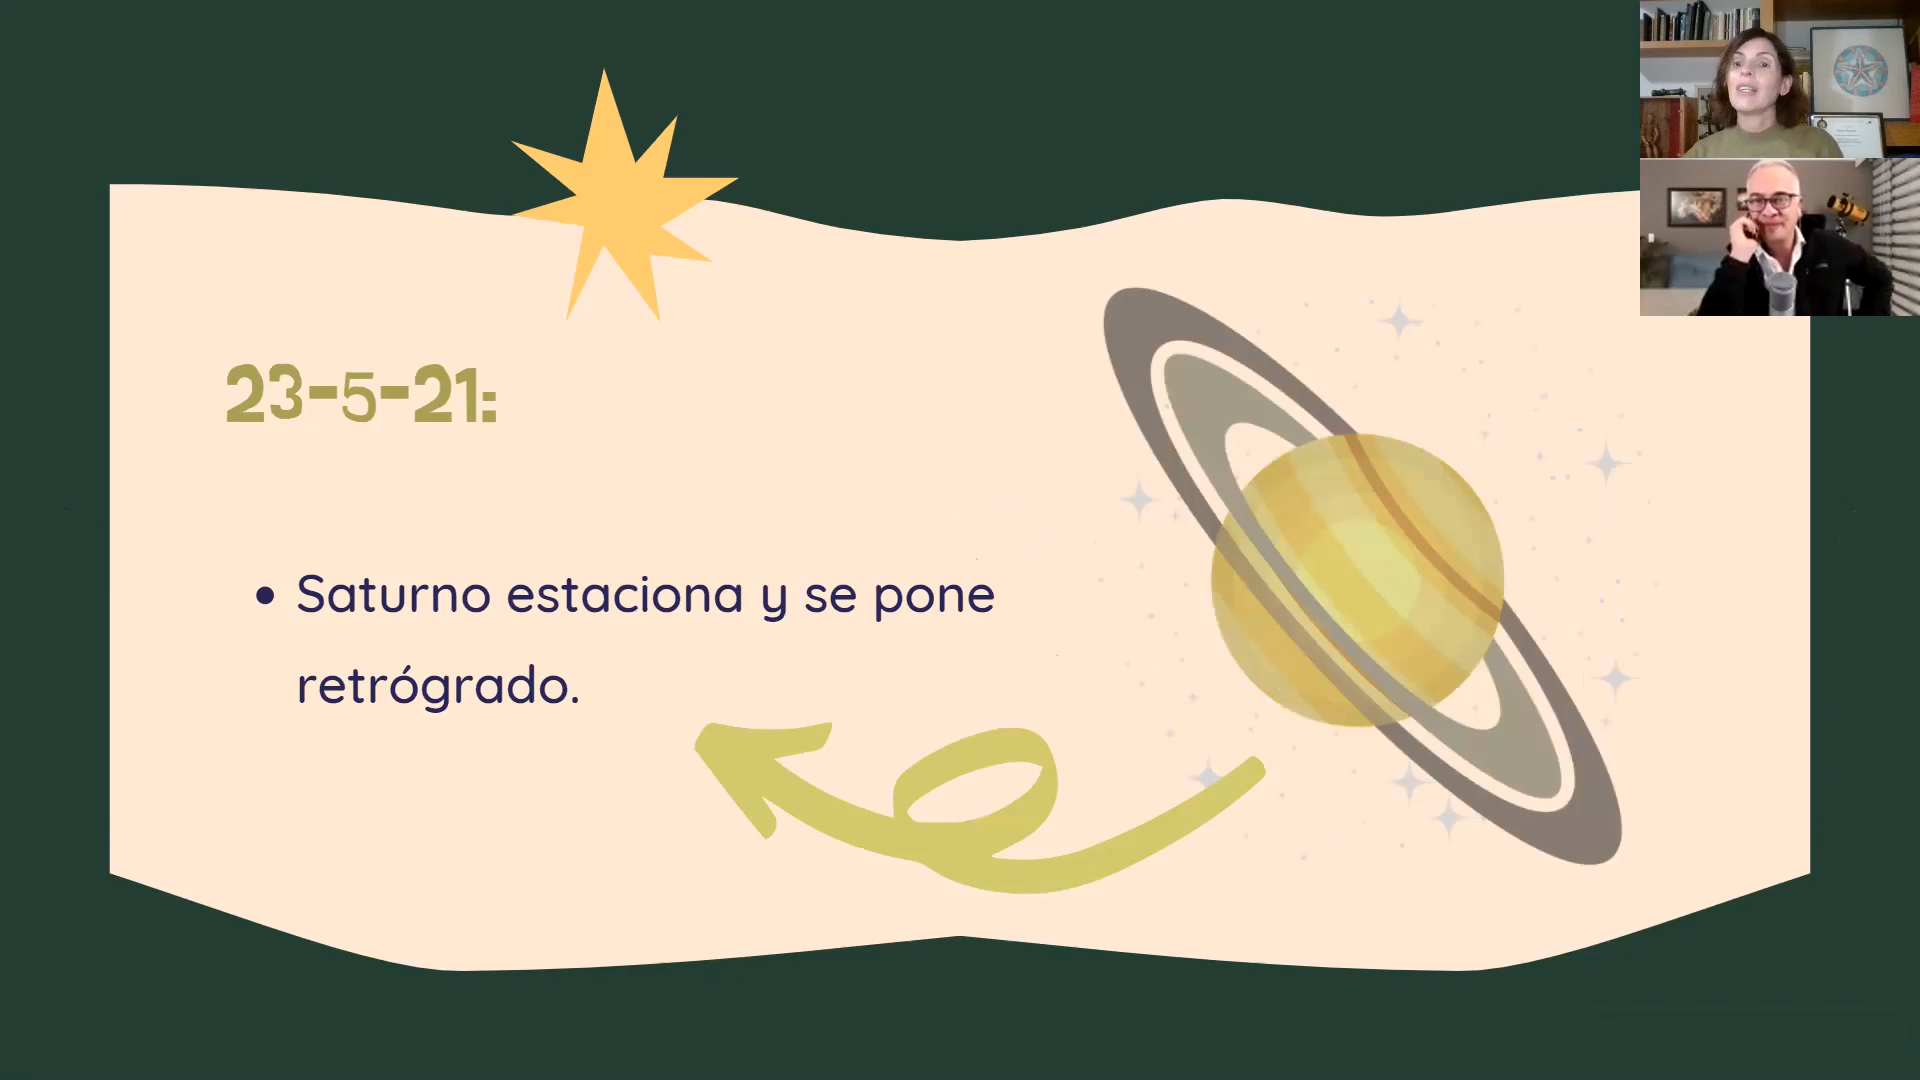 23-5-21:
• Saturno estaciona y se pone
retrógrado.